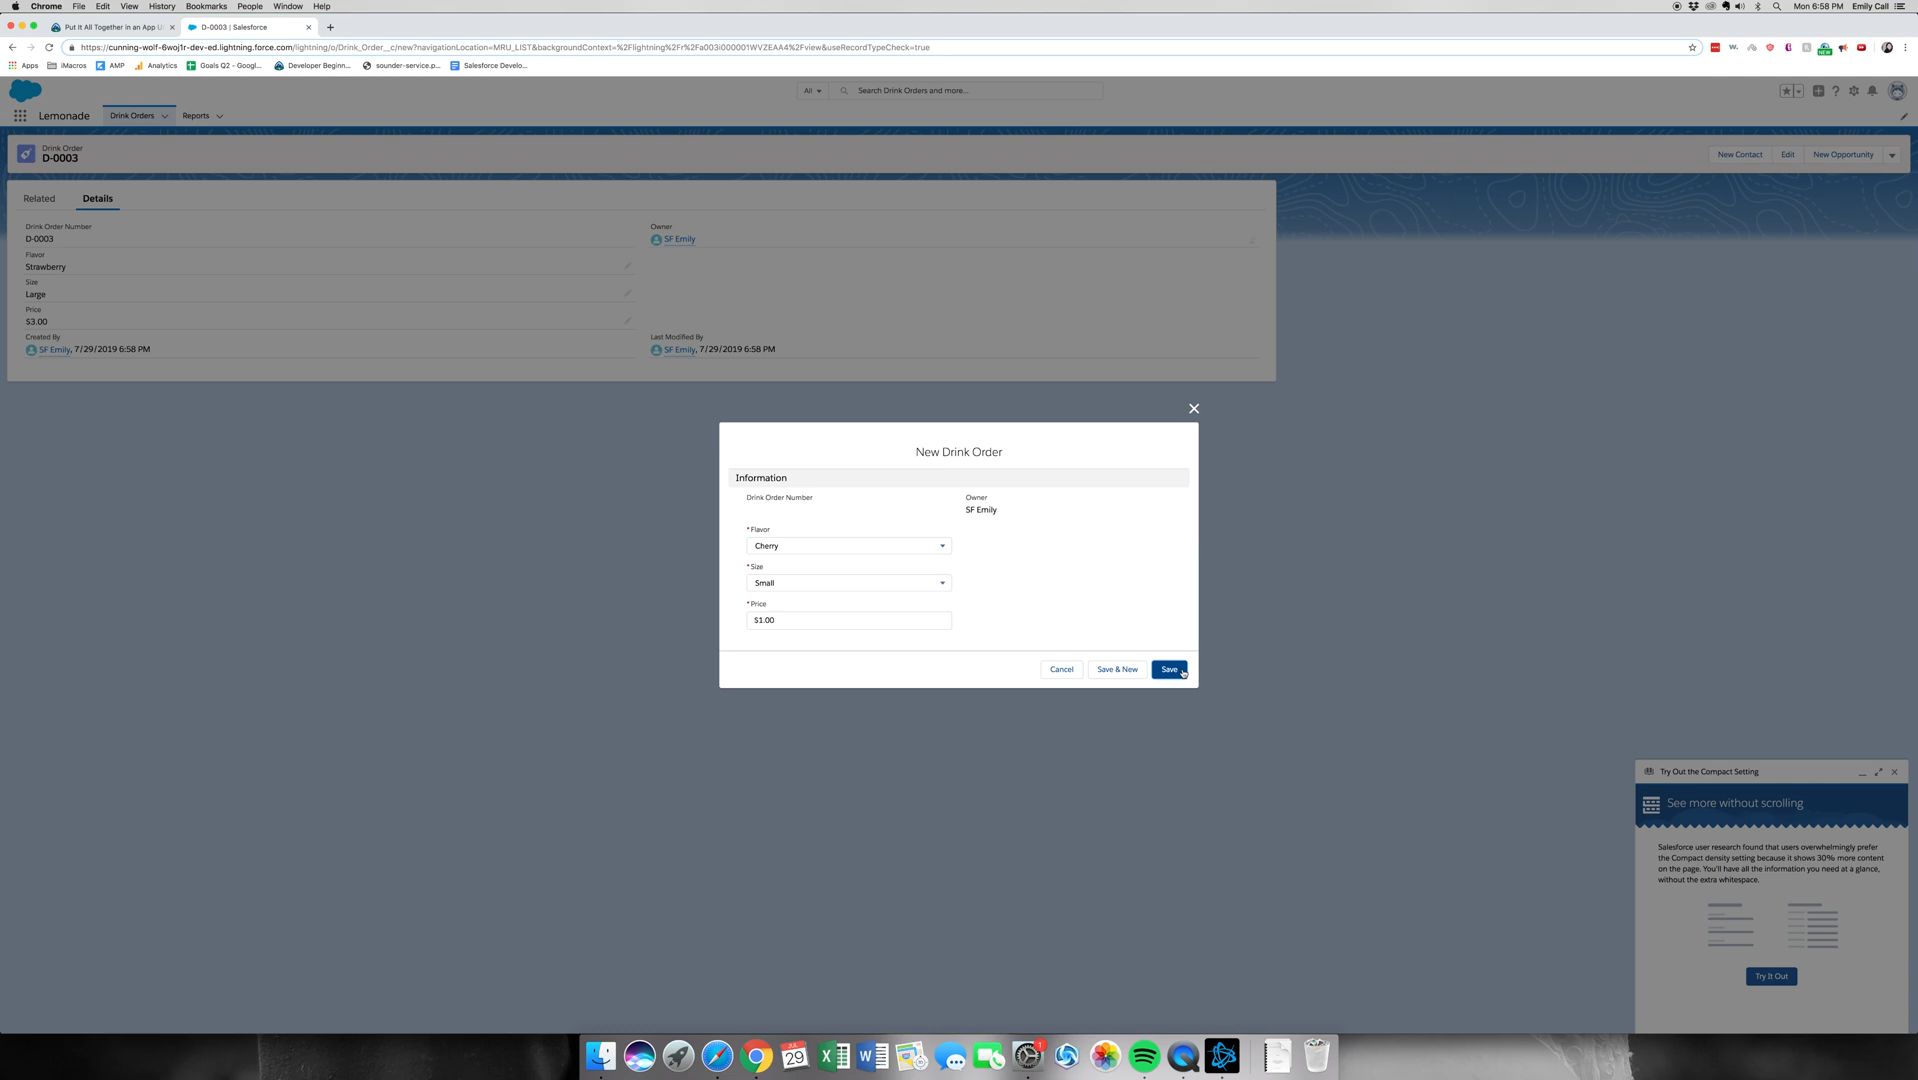 Chrome File Edit View History Bookmarks People Window Help
Mon 6:58 PM Emily Call
Put It All Together in an App U
D-0003 | Salesforce
https://cunning-wolf-6woj1r-dev-ed.lightning.force.com/lightning/o/Drink_Order__c/new?navigationLocation=MRU_LIST&backgroundContext=%2Flightning%2Fr%2Fa003i000001WVZEAA4%2Fview&useRecordTypeCheck=true
NEW
Apps iMacros AMP Analytics Goals Q2 - Googl... Developer Beginn... sounder-service.p... Salesforce Develo...
All Search Drink Orders and more...
Lemonade Drink Orders Reports
Drink Order
D-0003
New Contact Edit New Opportunity
Related Details
Drink Order Number
D-0003
Owner
SF Emily
Flavor
Strawberry
Size
Large
Price
$3.00
Created By
SF Emily, 7/29/2019 6:58 PM
Last Modified By
SF Emily, 7/29/2019 6:58 PM
New Drink Order
Information
Drink Order Number
Owner
SF Emily
*Flavor
Cherry
*Size
Small
*Price
$1.00
Cancel Save & New Save
Try Out the Compact Setting
See more without scrolling
Salesforce user research found that users overwhelmingly prefer
the Compact density setting because it shows 30% more content
on the page. You'll have all the information you need at a glance,
without the extra whitespace.
Try It Out
JUL
29
1